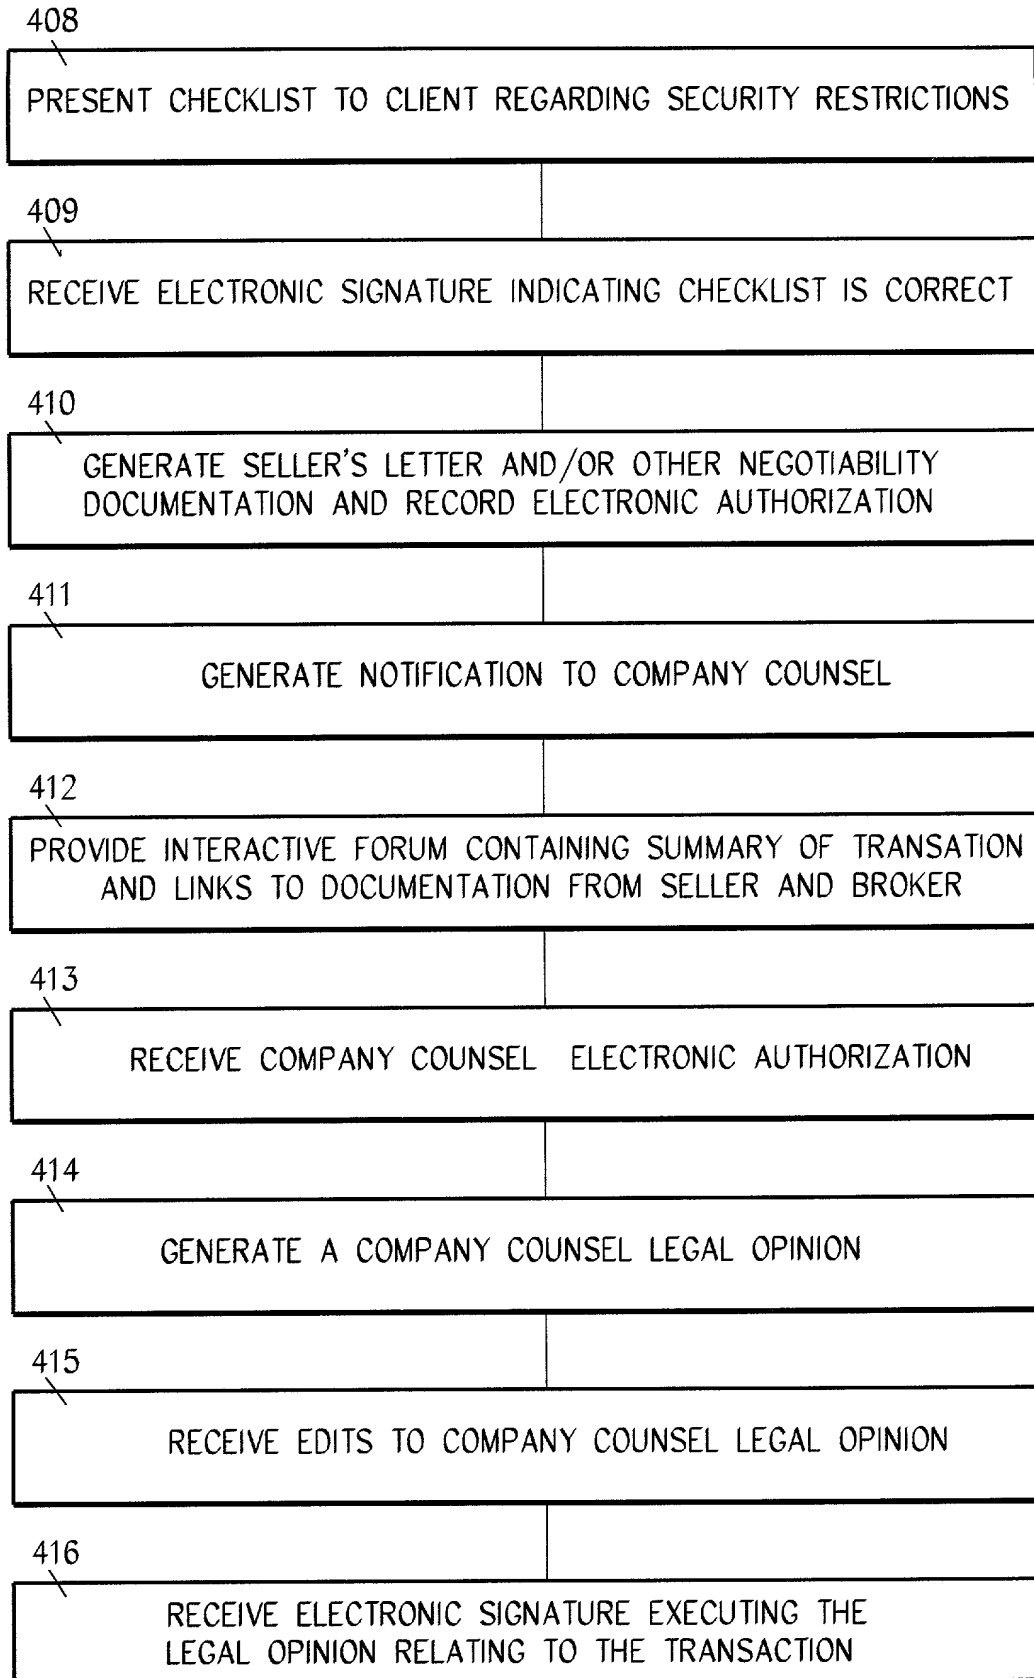 408
PRESENT CHECKLIST TO CLIENT REGARDING SECURITY RESTRICTIONS
409
RECEIVE ELECTRONIC SIGNATURE INDICATING CHECKLIST IS CORRECT
410
GENERATE SELLER'S LETTER AND/OR OTHER NEGOTIABILITY
DOCUMENTATION AND RECORD ELECTRONIC AUTHORIZATION
411
GENERATE NOTIFICATION TO COMPANY COUNSEL
412
PROVIDE INTERACTIVE FORUM CONTAINING SUMMARY OF TRANSATION
AND LINKS TO DOCUMENTATION FROM SELLER AND BROKER
413
RECEIVE COMPANY COUNSEL ELECTRONIC AUTHORIZATION
414
GENERATE A COMPANY COUNSEL LEGAL OPINION
415
RECEIVE EDITS TO COMPANY COUNSEL LEGAL OPINION
416
RECEIVE ELECTRONIC SIGNATURE EXECUTING THE
LEGAL OPINION RELATING TO THE TRANSACTION